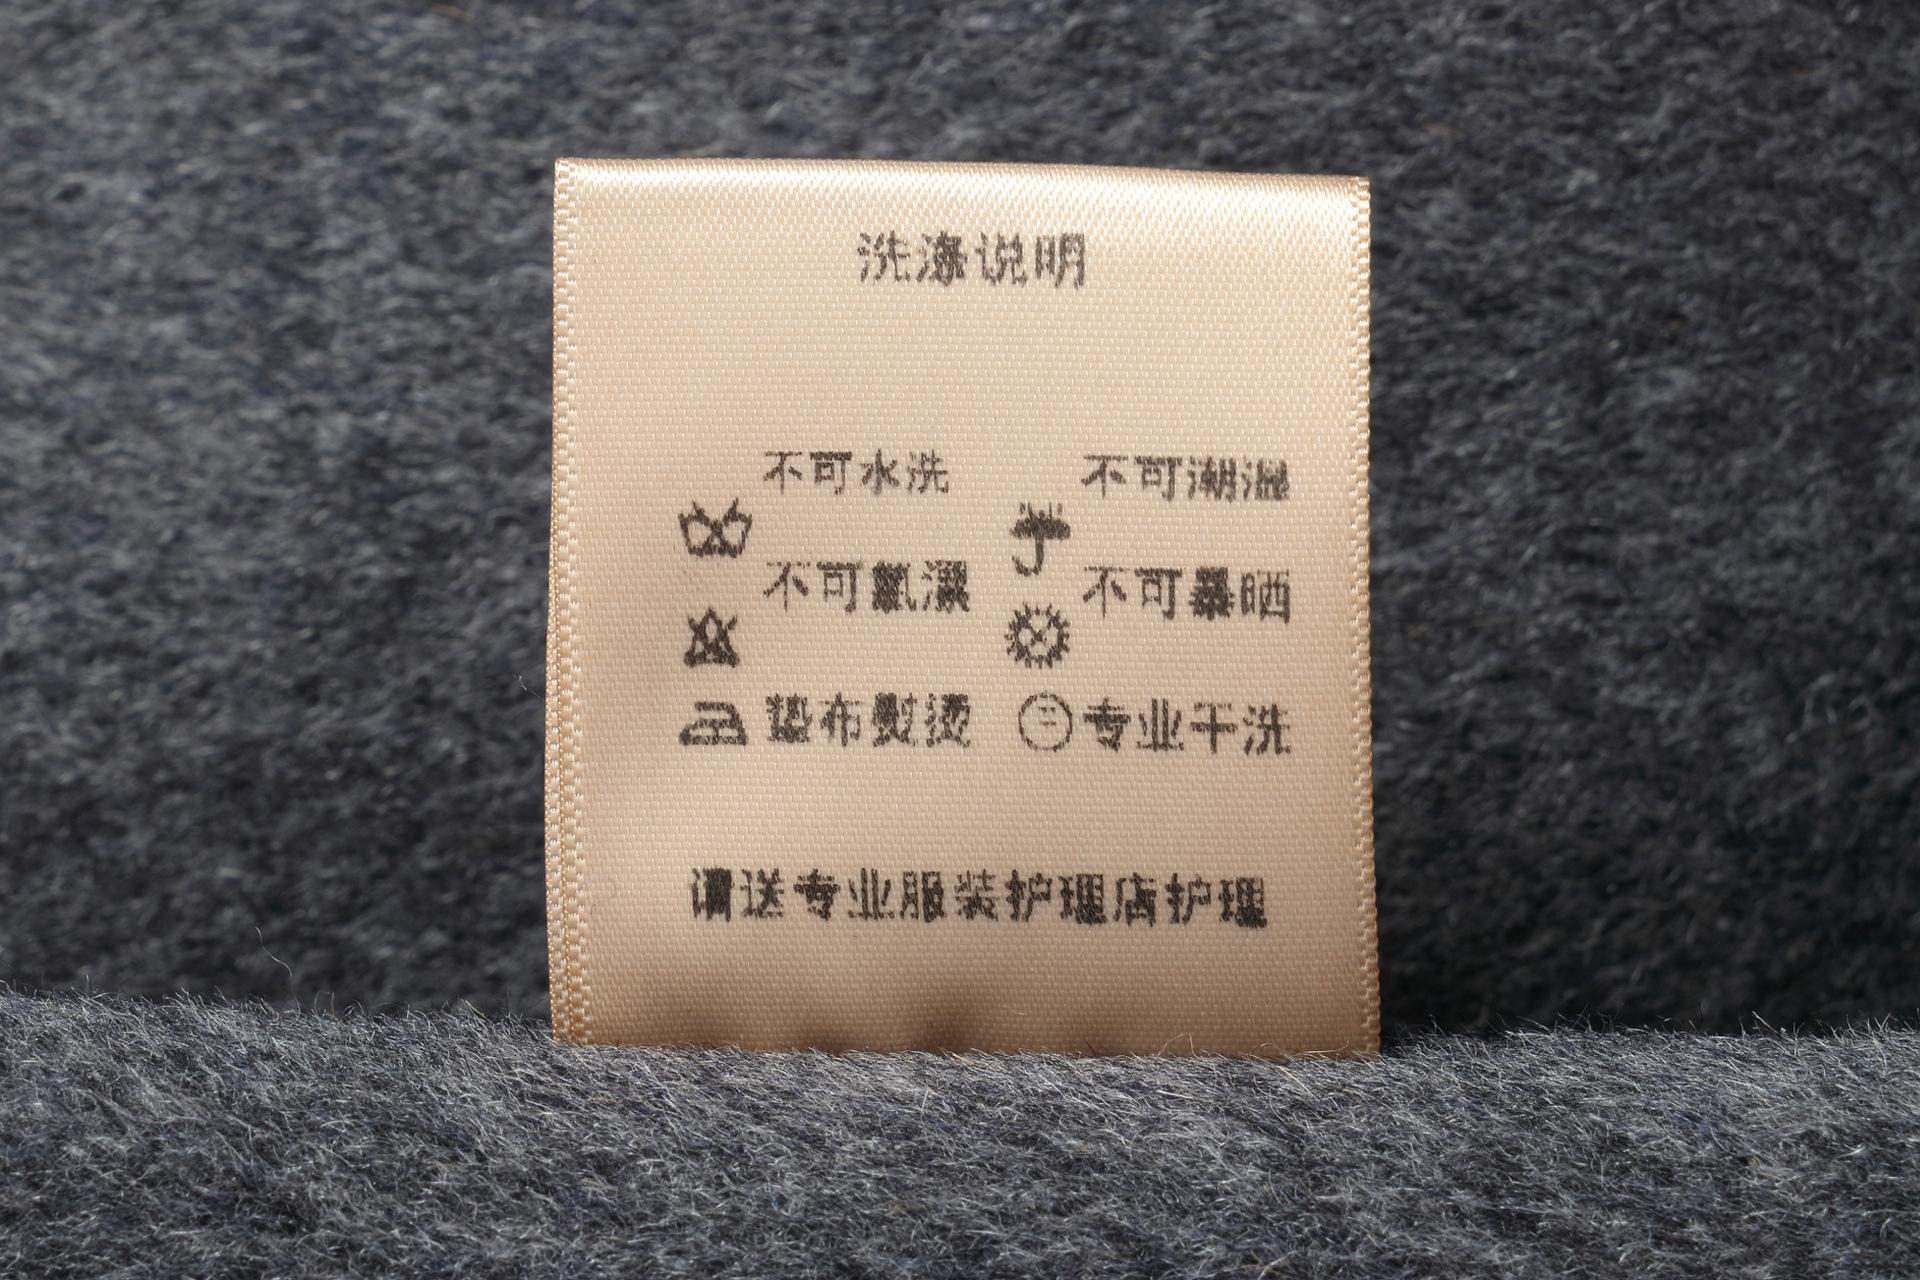 洗涤说明
不可水洗 不可潮湿
不可氯漂 不可暴晒
垫布熨烫 专业干洗
请送专业服装护理店护理